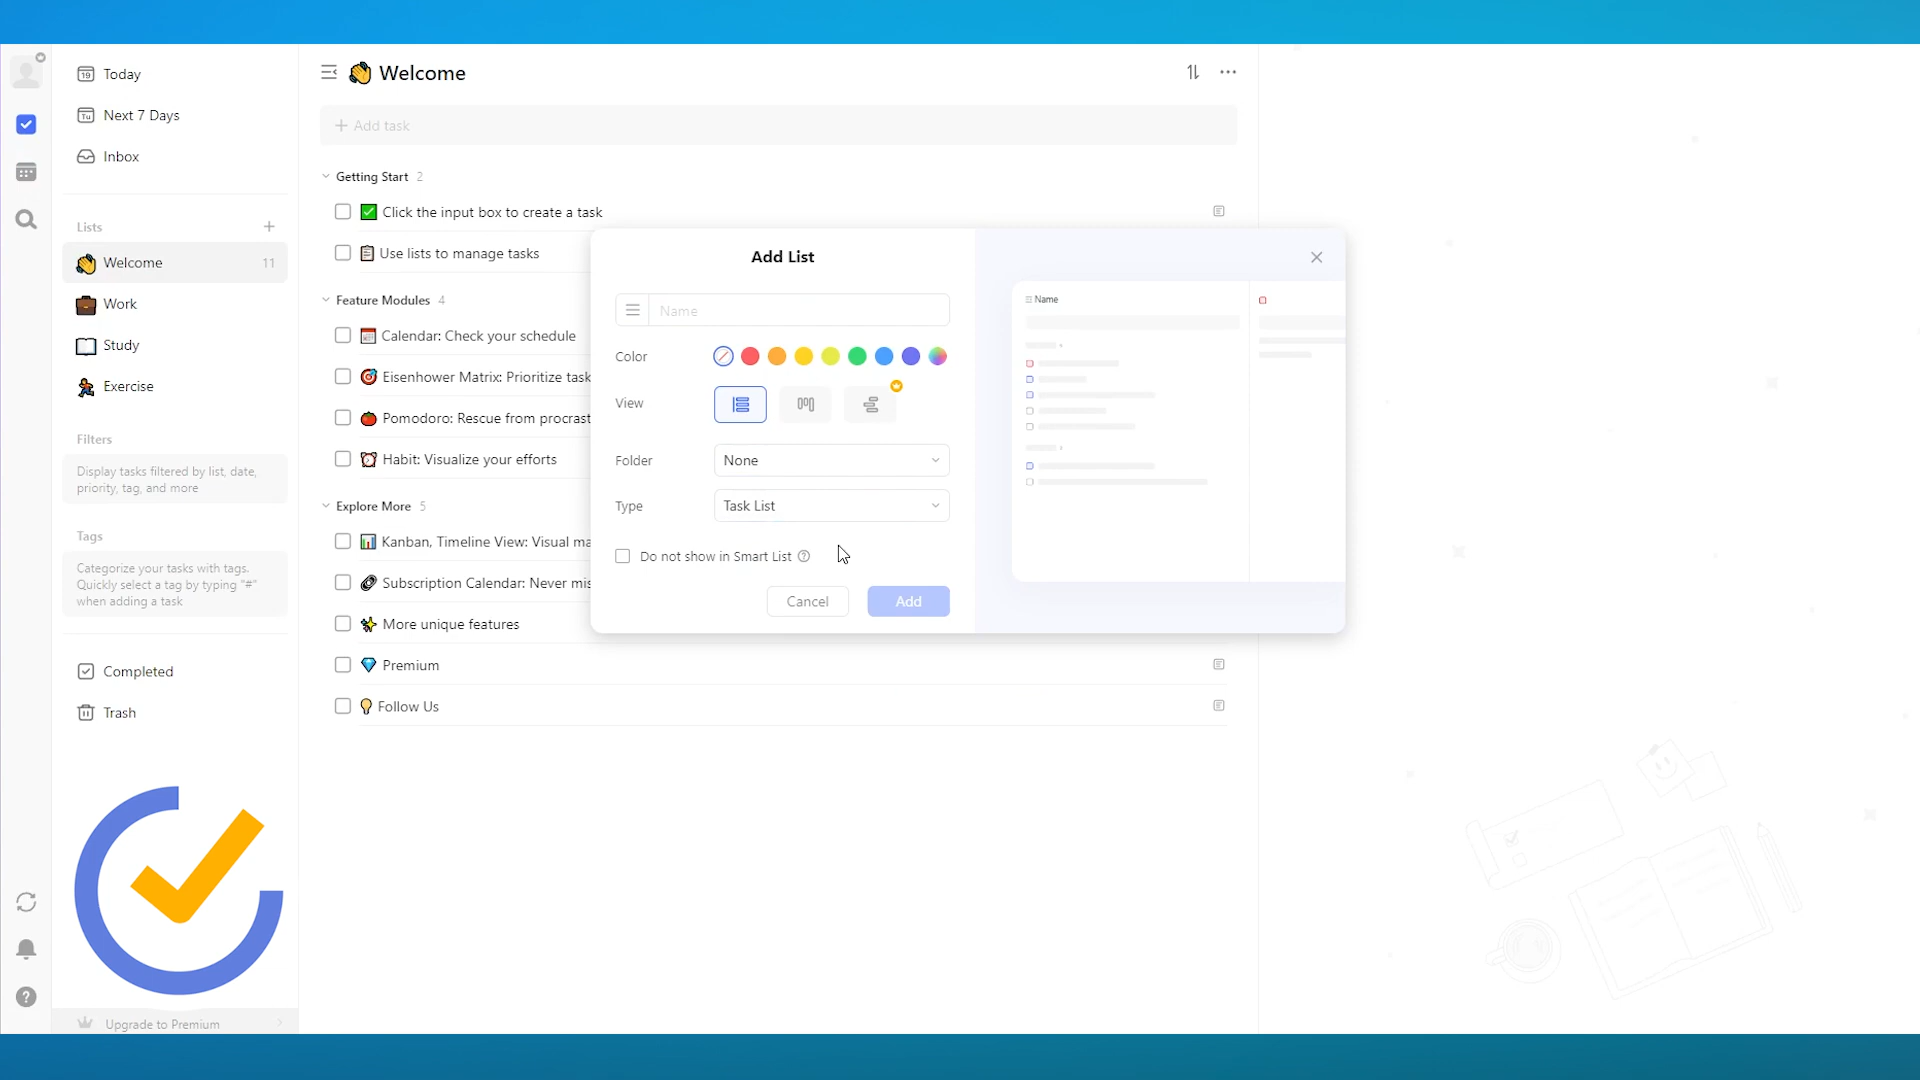 19 Today
Tu Next 7 Days
Inbox
Lists
Welcome 11
Work
Study
Exercise
Filters
Display tasks filtered by list, date,
priority, tag, and more
Tags
Categorize your tasks with tags.
Quickly select a tag by typing "#"
when adding a task
Completed
Trash
Upgrade to Premium
Welcome
+ Add task
Getting Start 2
Click the input box to create a task
Use lists to manage tasks
Feature Modules 4
Calendar: Check your schedule
Eisenhower Matrix: Prioritize task
Pomodoro: Rescue from procrast
Habit: Visualize your efforts
Explore More 5
Kanban, Timeline View: Visual ma
Subscription Calendar: Never mis
More unique features
Premium
Follow Us
Add List
Name
Color
View
Folder None
Type Task List
Do not show in Smart List ?
Cancel Add
Name